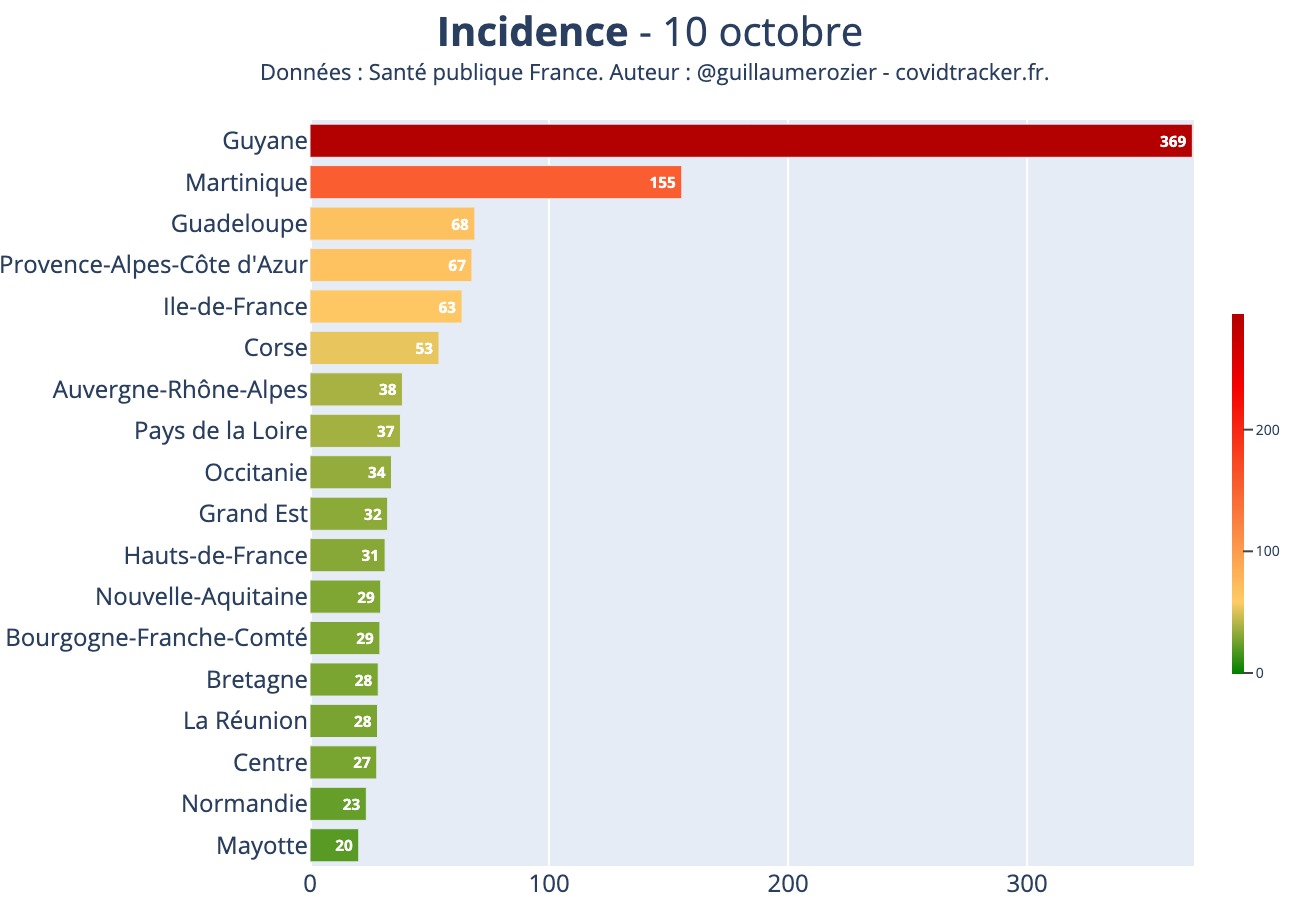 Incidence - 10 octobre
Données : Santé publique France. Auteur : @guillaumerozier - covidtracker.fr.
Guyane 369
Martinique 155
Guadeloupe 68
Provence-Alpes-Côte d'Azur 67
Ile-de-France 63
Corse 53
Auvergne-Rhône-Alpes 38
Pays de la Loire 37
Occitanie 34
Grand Est 32
Hauts-de-France 31
Nouvelle-Aquitaine 29
Bourgogne-Franche-Comté 29
Bretagne 28
La Réunion 28
Centre 27
Normandie 23
Mayotte 20
0 100 200 300
200
100
0